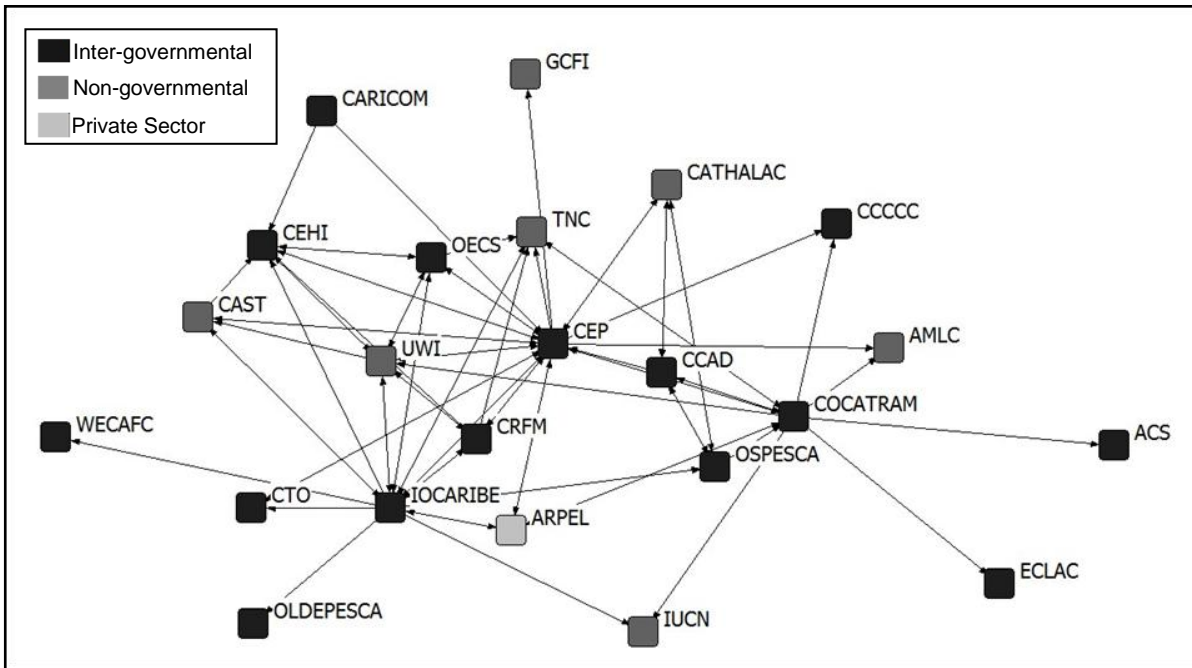 Inter-governmental
Non-governmental
Private Sector
GCFI
CARICOM
CATHALAC
CCCCC
TNC
CEHI
OECS
CAST
CEP
UWI
CCAD
AMLC
COCATRAM
WECAFC
CRFM
ACS
OSPESCA
CTO
IOCARIBE
ARPEL
ECLAC
OLDEPESCA
IUCN